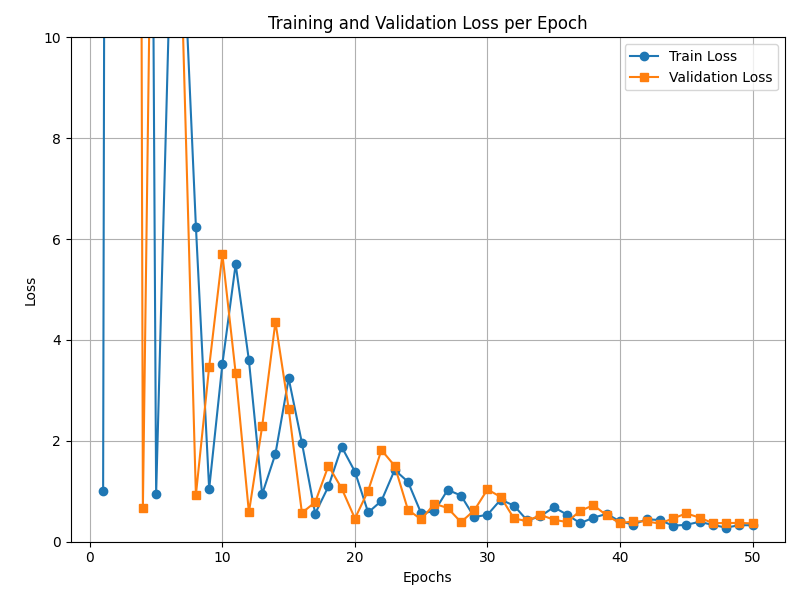 Training and Validation Loss per Epoch
Train Loss
Validation Loss
Loss
10
8
6
4
2
0
0 10 20 30 40 50
Epochs